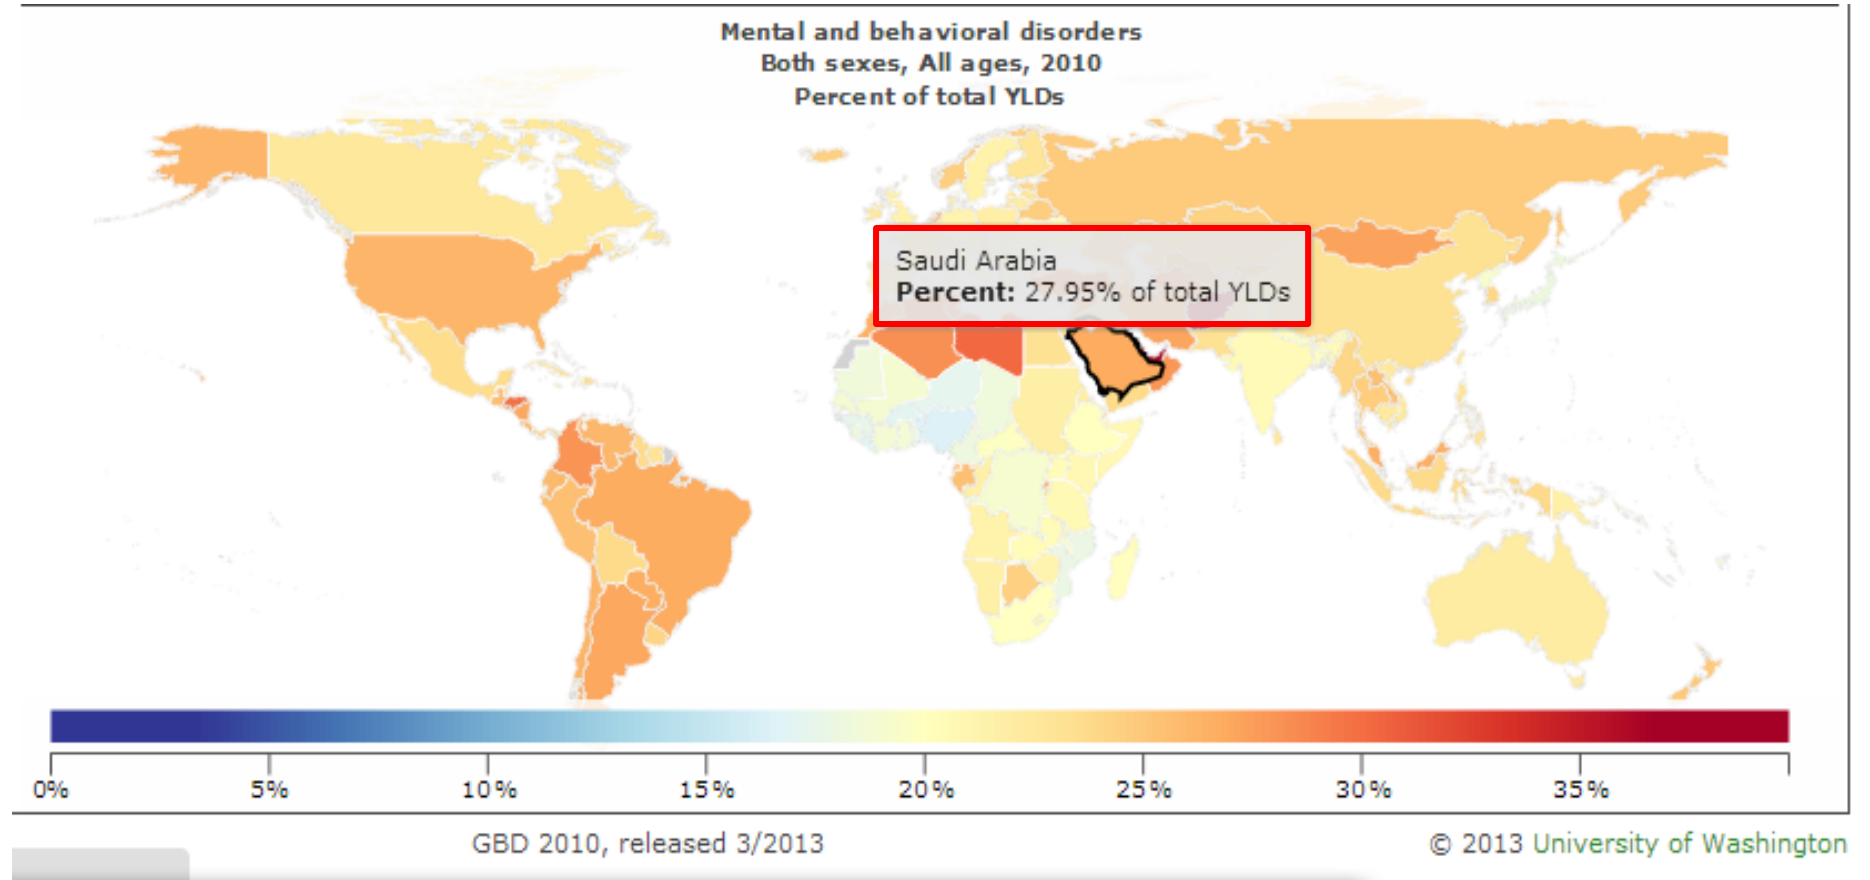 Mental and behavioral disorders
Both sexes, All ages, 2010
Percent of total YLDs
Saudi Arabia
Percent: 27.95% of total YLDs
0% 5% 10% 15% 20% 25% 30% 35%
GBD 2010, released 3/2013 © 2013 University of Washington